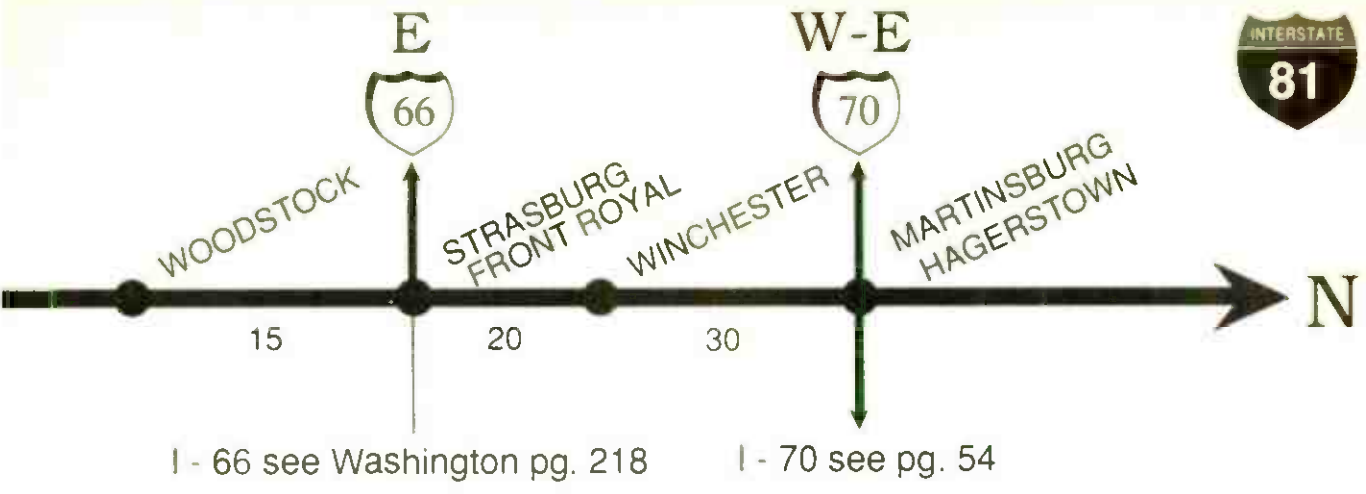 E
W-E
INTERSTATE
81
66
70
WOODSTOCK
STRASBURG
FRONT ROYAL
WINCHESTER
MARTINSBURG
HAGERSTOWN
N
15
20
30
I - 66 see Washington pg. 218
I - 70 see pg. 54